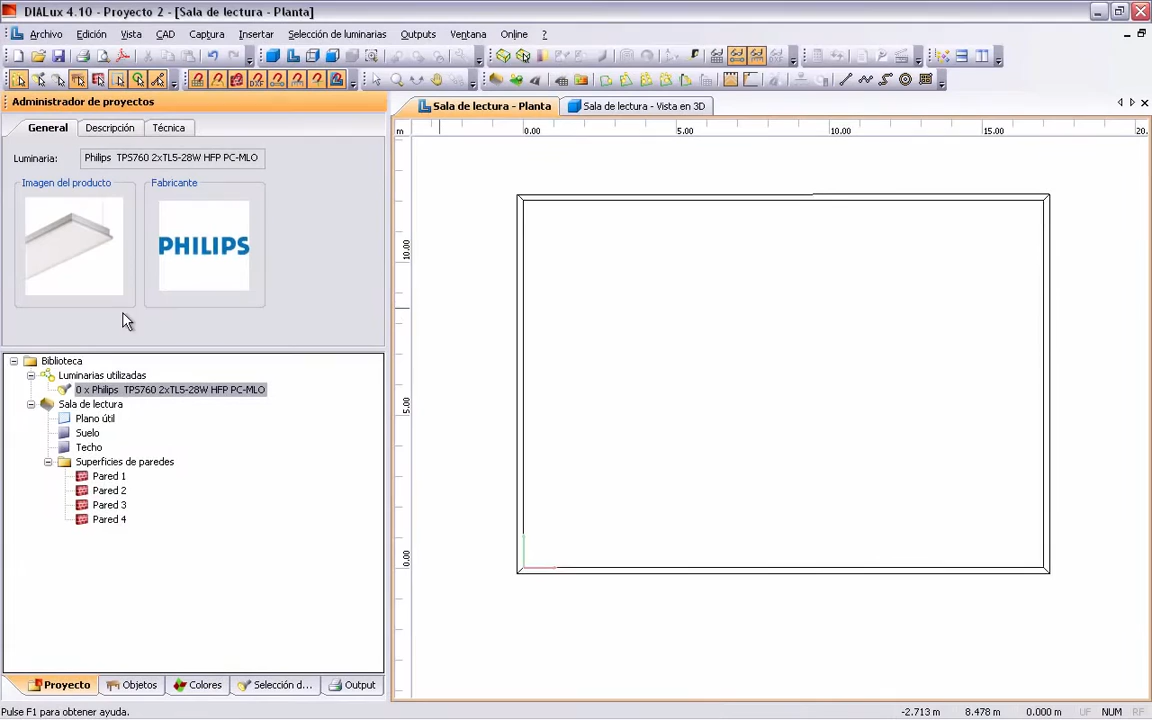 DIALux 4.10 - Proyecto 2 - [Sala de lectura - Planta]
Archivo Edición Vista CAD Captura Insertar Selección de luminarias Outputs Ventana Online ?
Administrador de proyectos
General Descripción Técnica
Luminaria: Philips TPS760 2xTL5-28W HFP PC-MLO
Imagen del producto Fabricante
PHILIPS
Biblioteca
Luminarias utilizadas
0 x Philips TPS760 2xTL5-28W HFP PC-MLO
Sala de lectura
Plano útil
Suelo
Techo
Superficies de paredes
Pared 1
Pared 2
Pared 3
Pared 4
Proyecto Objetos Colores Selección d... Output
Sala de lectura - Planta Sala de lectura - Vista en 3D
m 0.00 5.00 10.00 15.00 20.
10.00
5.00
0.00
Pulse F1 para obtener ayuda. -2.713 m 8.478 m 0.000 m UF NUM RF